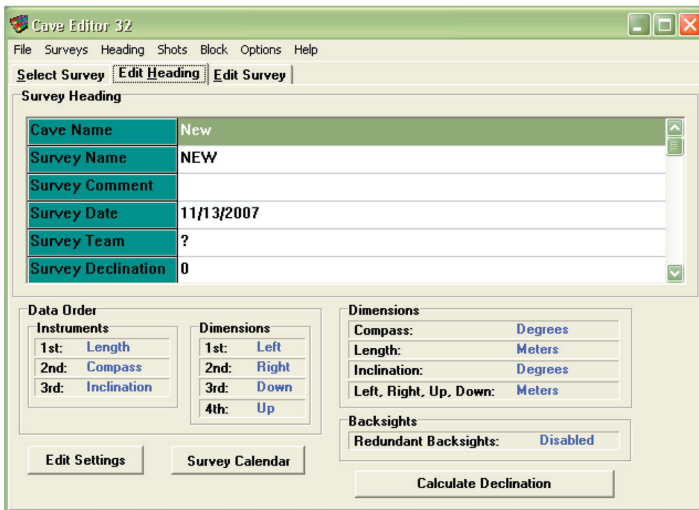 Cave Editor 32
File Surveys Heading Shots Block Options Help
Select Survey Edit Heading Edit Survey
Survey Heading
Cave Name New
Survey Name NEW
Survey Comment
Survey Date 11/13/2007
Survey Team ?
Survey Declination 0
Data Order
Instruments
1st: Length
2nd: Compass
3rd: Inclination
Dimensions
1st: Left
2nd: Right
3rd: Down
4th: Up
Dimensions
Compass: Degrees
Length: Meters
Inclination: Degrees
Left, Right, Up, Down: Meters
Backsights
Redundant Backsights: Disabled
Edit Settings
Survey Calendar
Calculate Declination